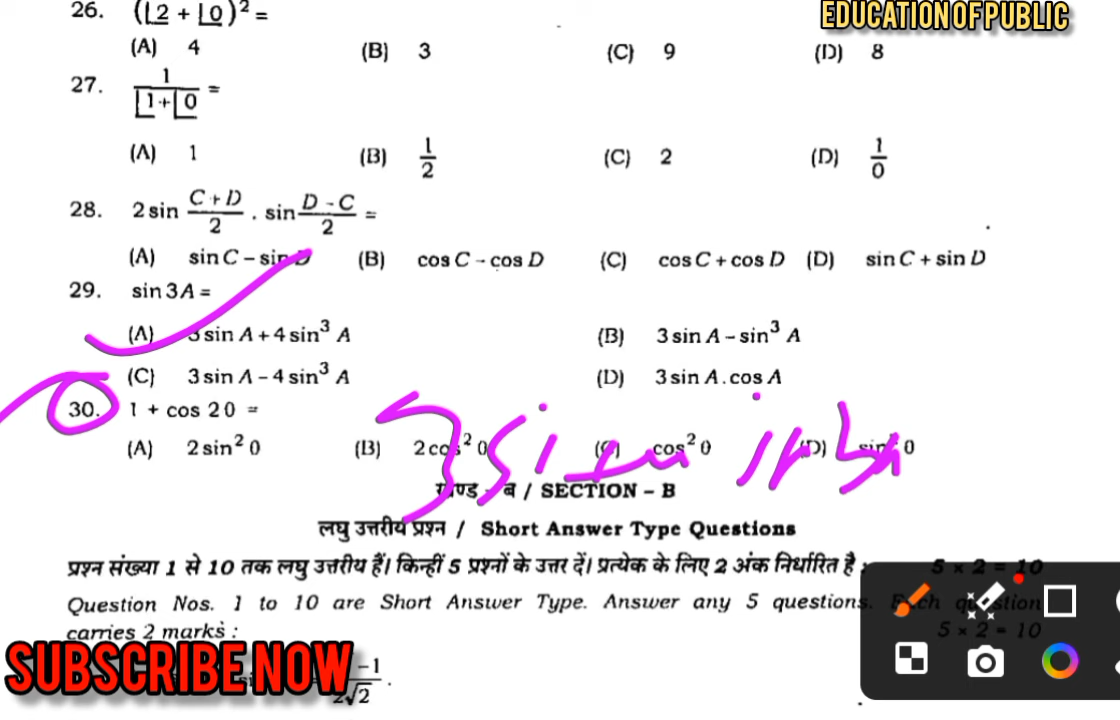 EDUCATION OF PUBLIC
26. (⌊2 + ⌊0)² =
(A) 4 (B) 3 (C) 9 (D) 8
27. 1/(⌊1+⌊0) =
(A) 1 (B) 1/2 (C) 2 (D) 1/0
28. 2 sin (C+D)/2 . sin (D-C)/2 =
(A) sin C – sin D (B) cos C – cos D (C) cos C + cos D (D) sin C + sin D
29. sin 3A =
(A) 3 sin A + 4 sin³ A (B) 3 sin A – sin³ A
(C) 3 sin A – 4 sin³ A (D) 3 sin A . cos A
30. 1 + cos 2θ =
(A) 2 sin² θ (B) 2 cos² θ (C) cos² θ (D) sin² θ
खण्ड - ब / SECTION – B
लघु उत्तरीय प्रश्न / Short Answer Type Questions
प्रश्न संख्या 1 से 10 तक लघु उत्तरीय हैं। किन्हीं 5 प्रश्नों के उत्तर दें। प्रत्येक के लिए 2 अंक निर्धारित है : 5 × 2 = 10
Question Nos. 1 to 10 are Short Answer Type. Answer any 5 questions. Each question
carries 2 marks : 5 × 2 = 10
SUBSCRIBE NOW